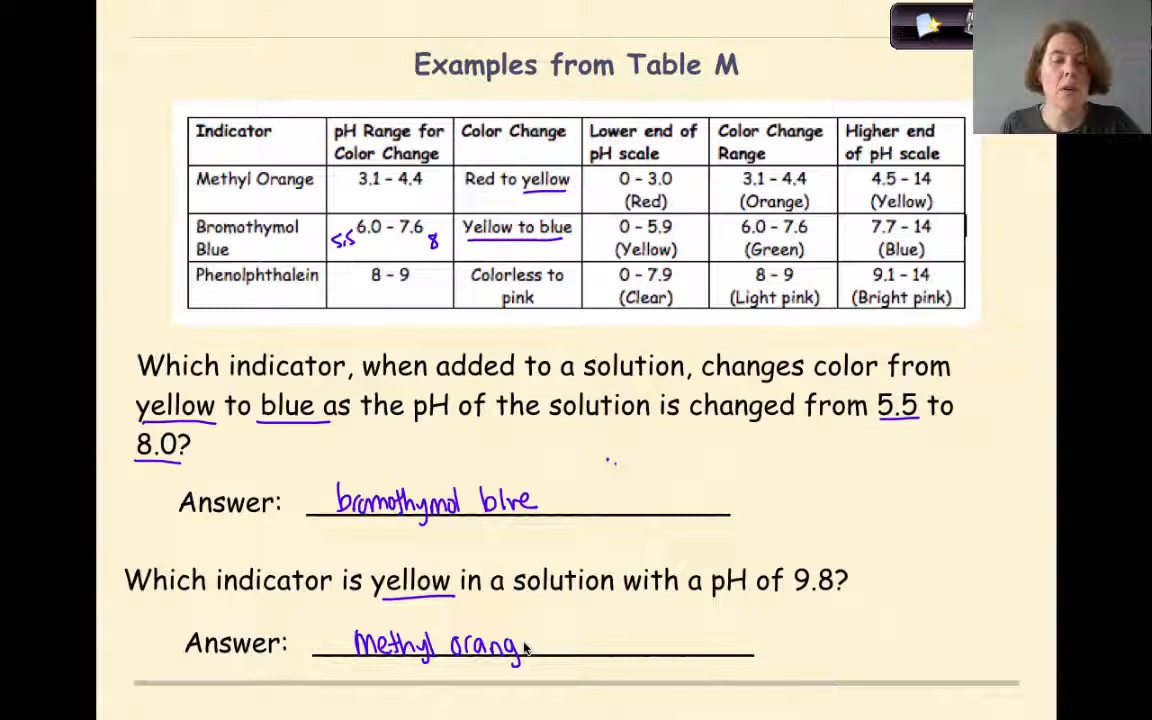 Examples from Table M
Indicator pH Range for Color Change Color Change Lower end of pH scale Color Change Range Higher end of pH scale
Methyl Orange 3.1 - 4.4 Red to yellow 0 - 3.0 (Red) 3.1 - 4.4 (Orange) 4.5 - 14 (Yellow)
Bromothymol Blue 5.5 6.0 - 7.6 8 Yellow to blue 0 - 5.9 (Yellow) 6.0 - 7.6 (Green) 7.7 - 14 (Blue)
Phenolphthalein 8 - 9 Colorless to pink 0 - 7.9 (Clear) 8 - 9 (Light pink) 9.1 - 14 (Bright pink)
Which indicator, when added to a solution, changes color from
yellow to blue as the pH of the solution is changed from 5.5 to
8.0?
Answer: bromothymol blue
Which indicator is yellow in a solution with a pH of 9.8?
Answer: Methyl orang